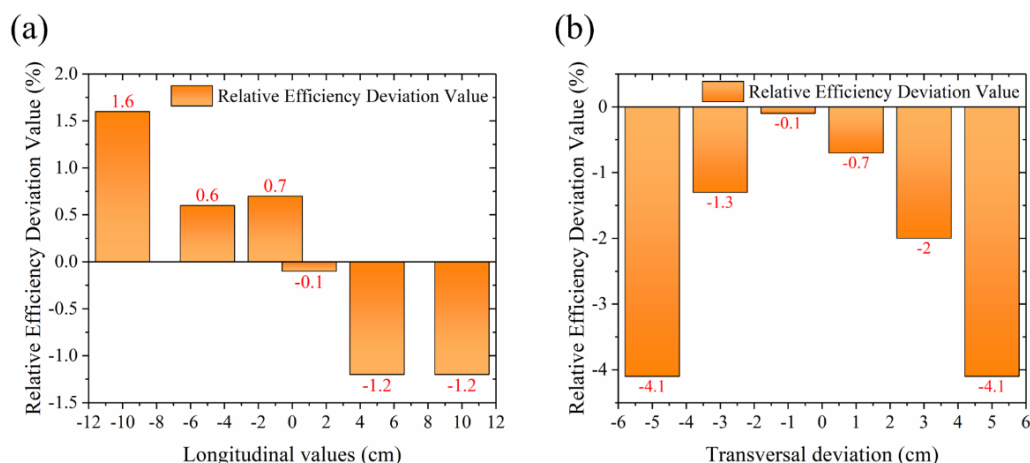 (a)
Relative Efficiency Deviation Value (%)
2.0
1.5
1.0
0.5
0.0
-0.5
-1.0
-1.5
Relative Efficiency Deviation Value
1.6
0.6
0.7
-0.1
-1.2
-1.2
-12 -10 -8 -6 -4 -2 0 2 4 6 8 10 12
Longitudinal values (cm)
(b)
Relative Efficiency Deviation Value (%)
0
-1
-2
-3
-4
Relative Efficiency Deviation Value
-4.1
-1.3
-0.1
-0.7
-2
-4.1
-6 -5 -4 -3 -2 -1 0 1 2 3 4 5 6
Transversal deviation (cm)